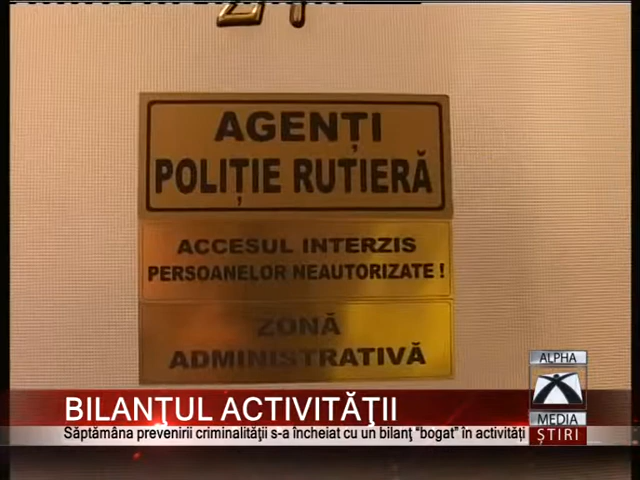 AGENȚI
POLIȚIE RUTIERĂ
ACCESUL INTERZIS
PERSOANELOR NEAUTORIZATE !
ZONĂ
ADMINISTRATIVĂ
BILANŢUL ACTIVITĂŢII
Săptămâna prevenirii criminalităţii s-a încheiat cu un bilanţ “bogat” în activităţi
ALPHA
MEDIA
ȘTIRI